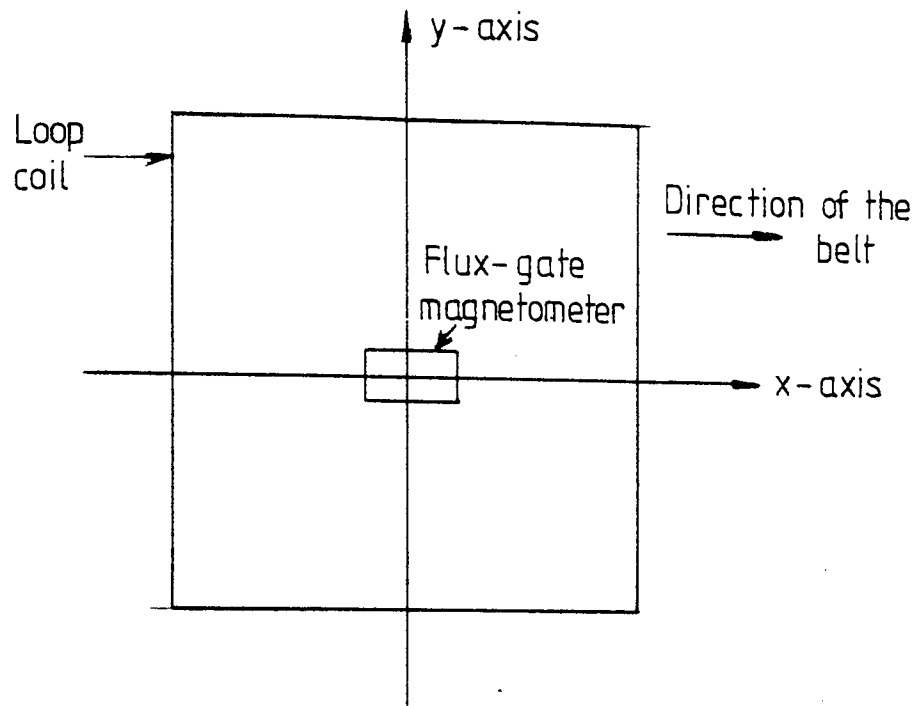 y-axis
Loop
coil
Direction of the
belt
Flux-gate
magnetometer
x-axis